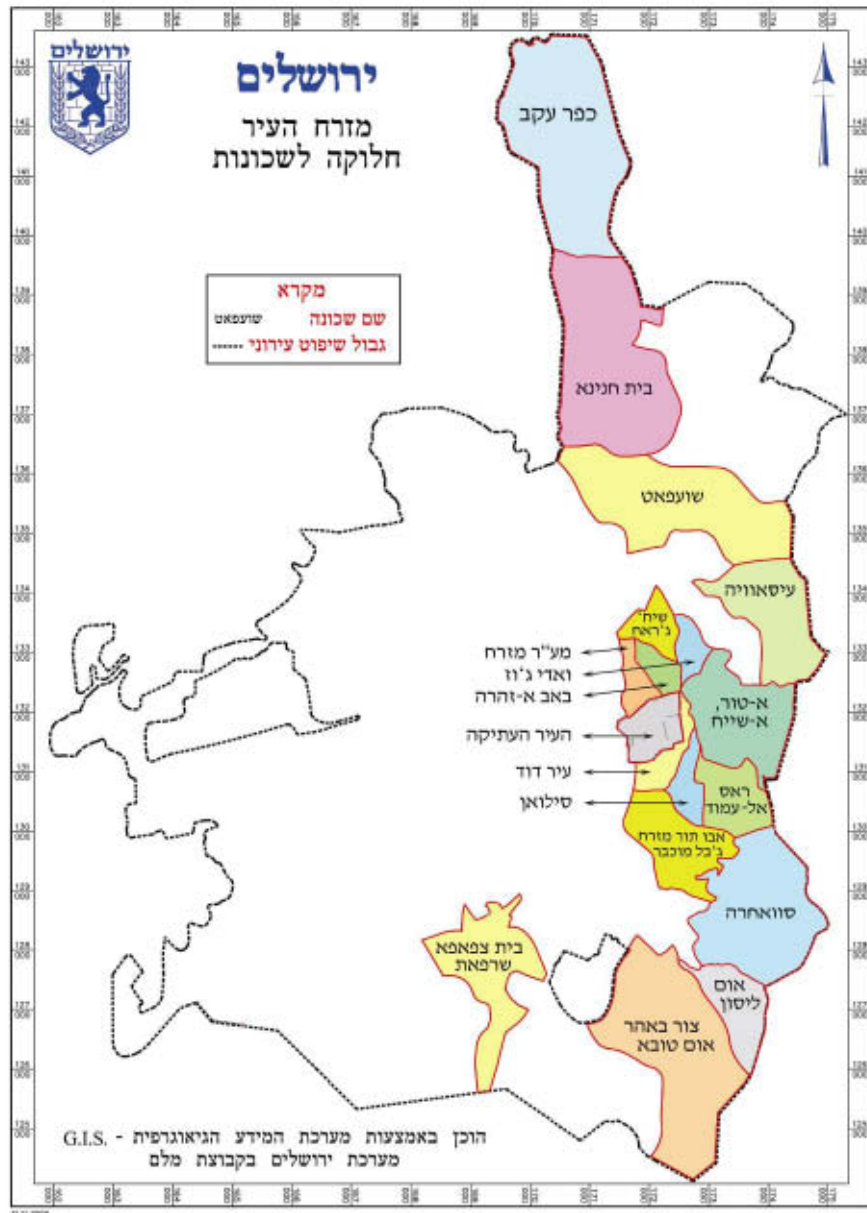 ירושלים
ירושלים
מזרח העיר
חלוקה לשכונות
מקרא
שם שכונה שועפאט
גבול שיפוט עירוני
כפר עקב
בית חנינא
שועפאט
עיסאוויה
שיח'
ג'ראח
מע"ר מזרח
ואדי ג'וז
באב א-זהרה
א-טור,
א-שייח
העיר העתיקה
עיר דוד
סילואן
ראס
אל-עמוד
אבו תור מזרח
ג'בל מוכבר
סוואחרה
בית צפאפא
שרפאת
אום
ליסון
צור באהר
אום טובא
הוכן באמצעות מערכת המידע הגיאוגרפית - G.I.S.
מערכת ירושלים בקבוצת מלם